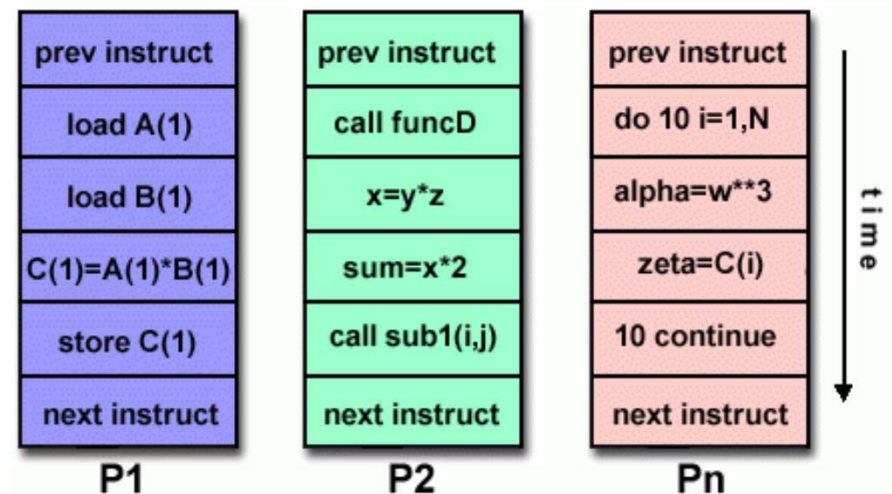 prev instruct
load A(1)
load B(1)
C(1)=A(1)*B(1)
store C(1)
next instruct
P1
prev instruct
call funcD
x=y*z
sum=x*2
call sub1(i,j)
next instruct
P2
prev instruct
do 10 i=1,N
alpha=w**3
zeta=C(i)
10 continue
next instruct
Pn
time